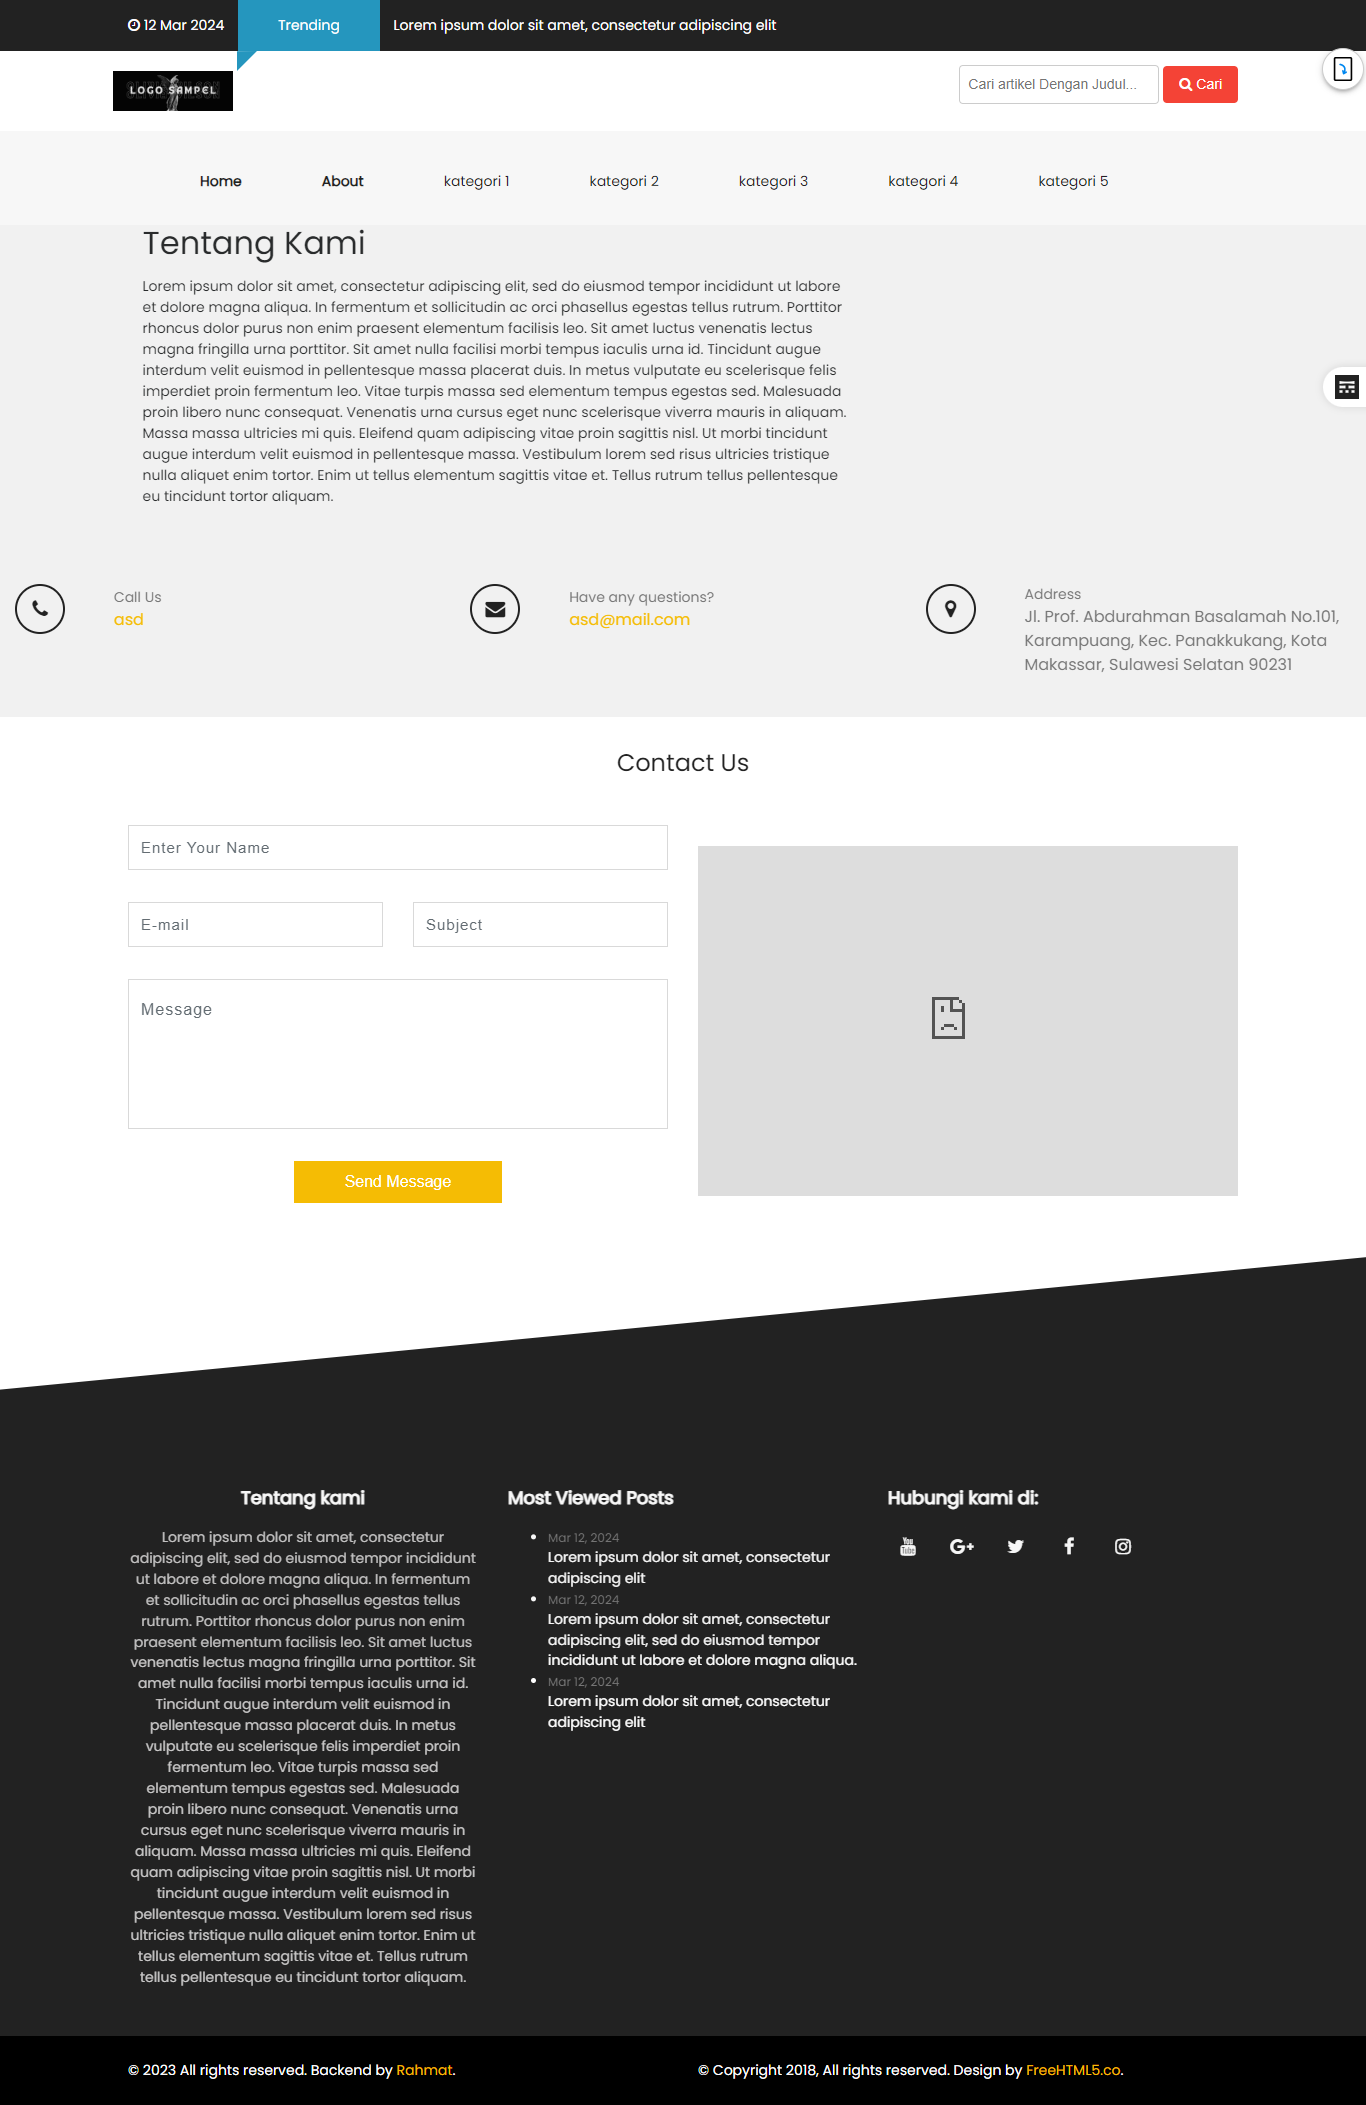 12 Mar 2024
Trending
Lorem ipsum dolor sit amet, consectetur adipiscing elit
LOGO SAMPEL
Cari artikel Dengan Judul...
Cari
Home
About
kategori 1
kategori 2
kategori 3
kategori 4
kategori 5
Tentang Kami
Lorem ipsum dolor sit amet, consectetur adipiscing elit, sed do eiusmod tempor incididunt ut labore
et dolore magna aliqua. In fermentum et sollicitudin ac orci phasellus egestas tellus rutrum. Porttitor
rhoncus dolor purus non enim praesent elementum facilisis leo. Sit amet luctus venenatis lectus
magna fringilla urna porttitor. Sit amet nulla facilisi morbi tempus iaculis urna id. Tincidunt augue
interdum velit euismod in pellentesque massa placerat duis. In metus vulputate eu scelerisque felis
imperdiet proin fermentum leo. Vitae turpis massa sed elementum tempus egestas sed. Malesuada
proin libero nunc consequat. Venenatis urna cursus eget nunc scelerisque viverra mauris in aliquam.
Massa massa ultricies mi quis. Eleifend quam adipiscing vitae proin sagittis nisl. Ut morbi tincidunt
augue interdum velit euismod in pellentesque massa. Vestibulum lorem sed risus ultricies tristique
nulla aliquet enim tortor. Enim ut tellus elementum sagittis vitae et. Tellus rutrum tellus pellentesque
eu tincidunt tortor aliquam.
Call Us
asd
Have any questions?
asd@mail.com
Address
Jl. Prof. Abdurahman Basalamah No.101,
Karampuang, Kec. Panakkukang, Kota
Makassar, Sulawesi Selatan 90231
Contact Us
Enter Your Name
E-mail
Subject
Message
Send Message
Tentang kami
Lorem ipsum dolor sit amet, consectetur
adipiscing elit, sed do eiusmod tempor incididunt
ut labore et dolore magna aliqua. In fermentum
et sollicitudin ac orci phasellus egestas tellus
rutrum. Porttitor rhoncus dolor purus non enim
praesent elementum facilisis leo. Sit amet luctus
venenatis lectus magna fringilla urna porttitor. Sit
amet nulla facilisi morbi tempus iaculis urna id.
Tincidunt augue interdum velit euismod in
pellentesque massa placerat duis. In metus
vulputate eu scelerisque felis imperdiet proin
fermentum leo. Vitae turpis massa sed
elementum tempus egestas sed. Malesuada
proin libero nunc consequat. Venenatis urna
cursus eget nunc scelerisque viverra mauris in
aliquam. Massa massa ultricies mi quis. Eleifend
quam adipiscing vitae proin sagittis nisl. Ut morbi
tincidunt augue interdum velit euismod in
pellentesque massa. Vestibulum lorem sed risus
ultricies tristique nulla aliquet enim tortor. Enim ut
tellus elementum sagittis vitae et. Tellus rutrum
tellus pellentesque eu tincidunt tortor aliquam.
Most Viewed Posts
Mar 12, 2024
Lorem ipsum dolor sit amet, consectetur
adipiscing elit
Mar 12, 2024
Lorem ipsum dolor sit amet, consectetur
adipiscing elit, sed do eiusmod tempor
incididunt ut labore et dolore magna aliqua.
Mar 12, 2024
Lorem ipsum dolor sit amet, consectetur
adipiscing elit
Hubungi kami di:
You Tube
© 2023 All rights reserved. Backend by Rahmat.
© Copyright 2018, All rights reserved. Design by FreeHTML5.co.